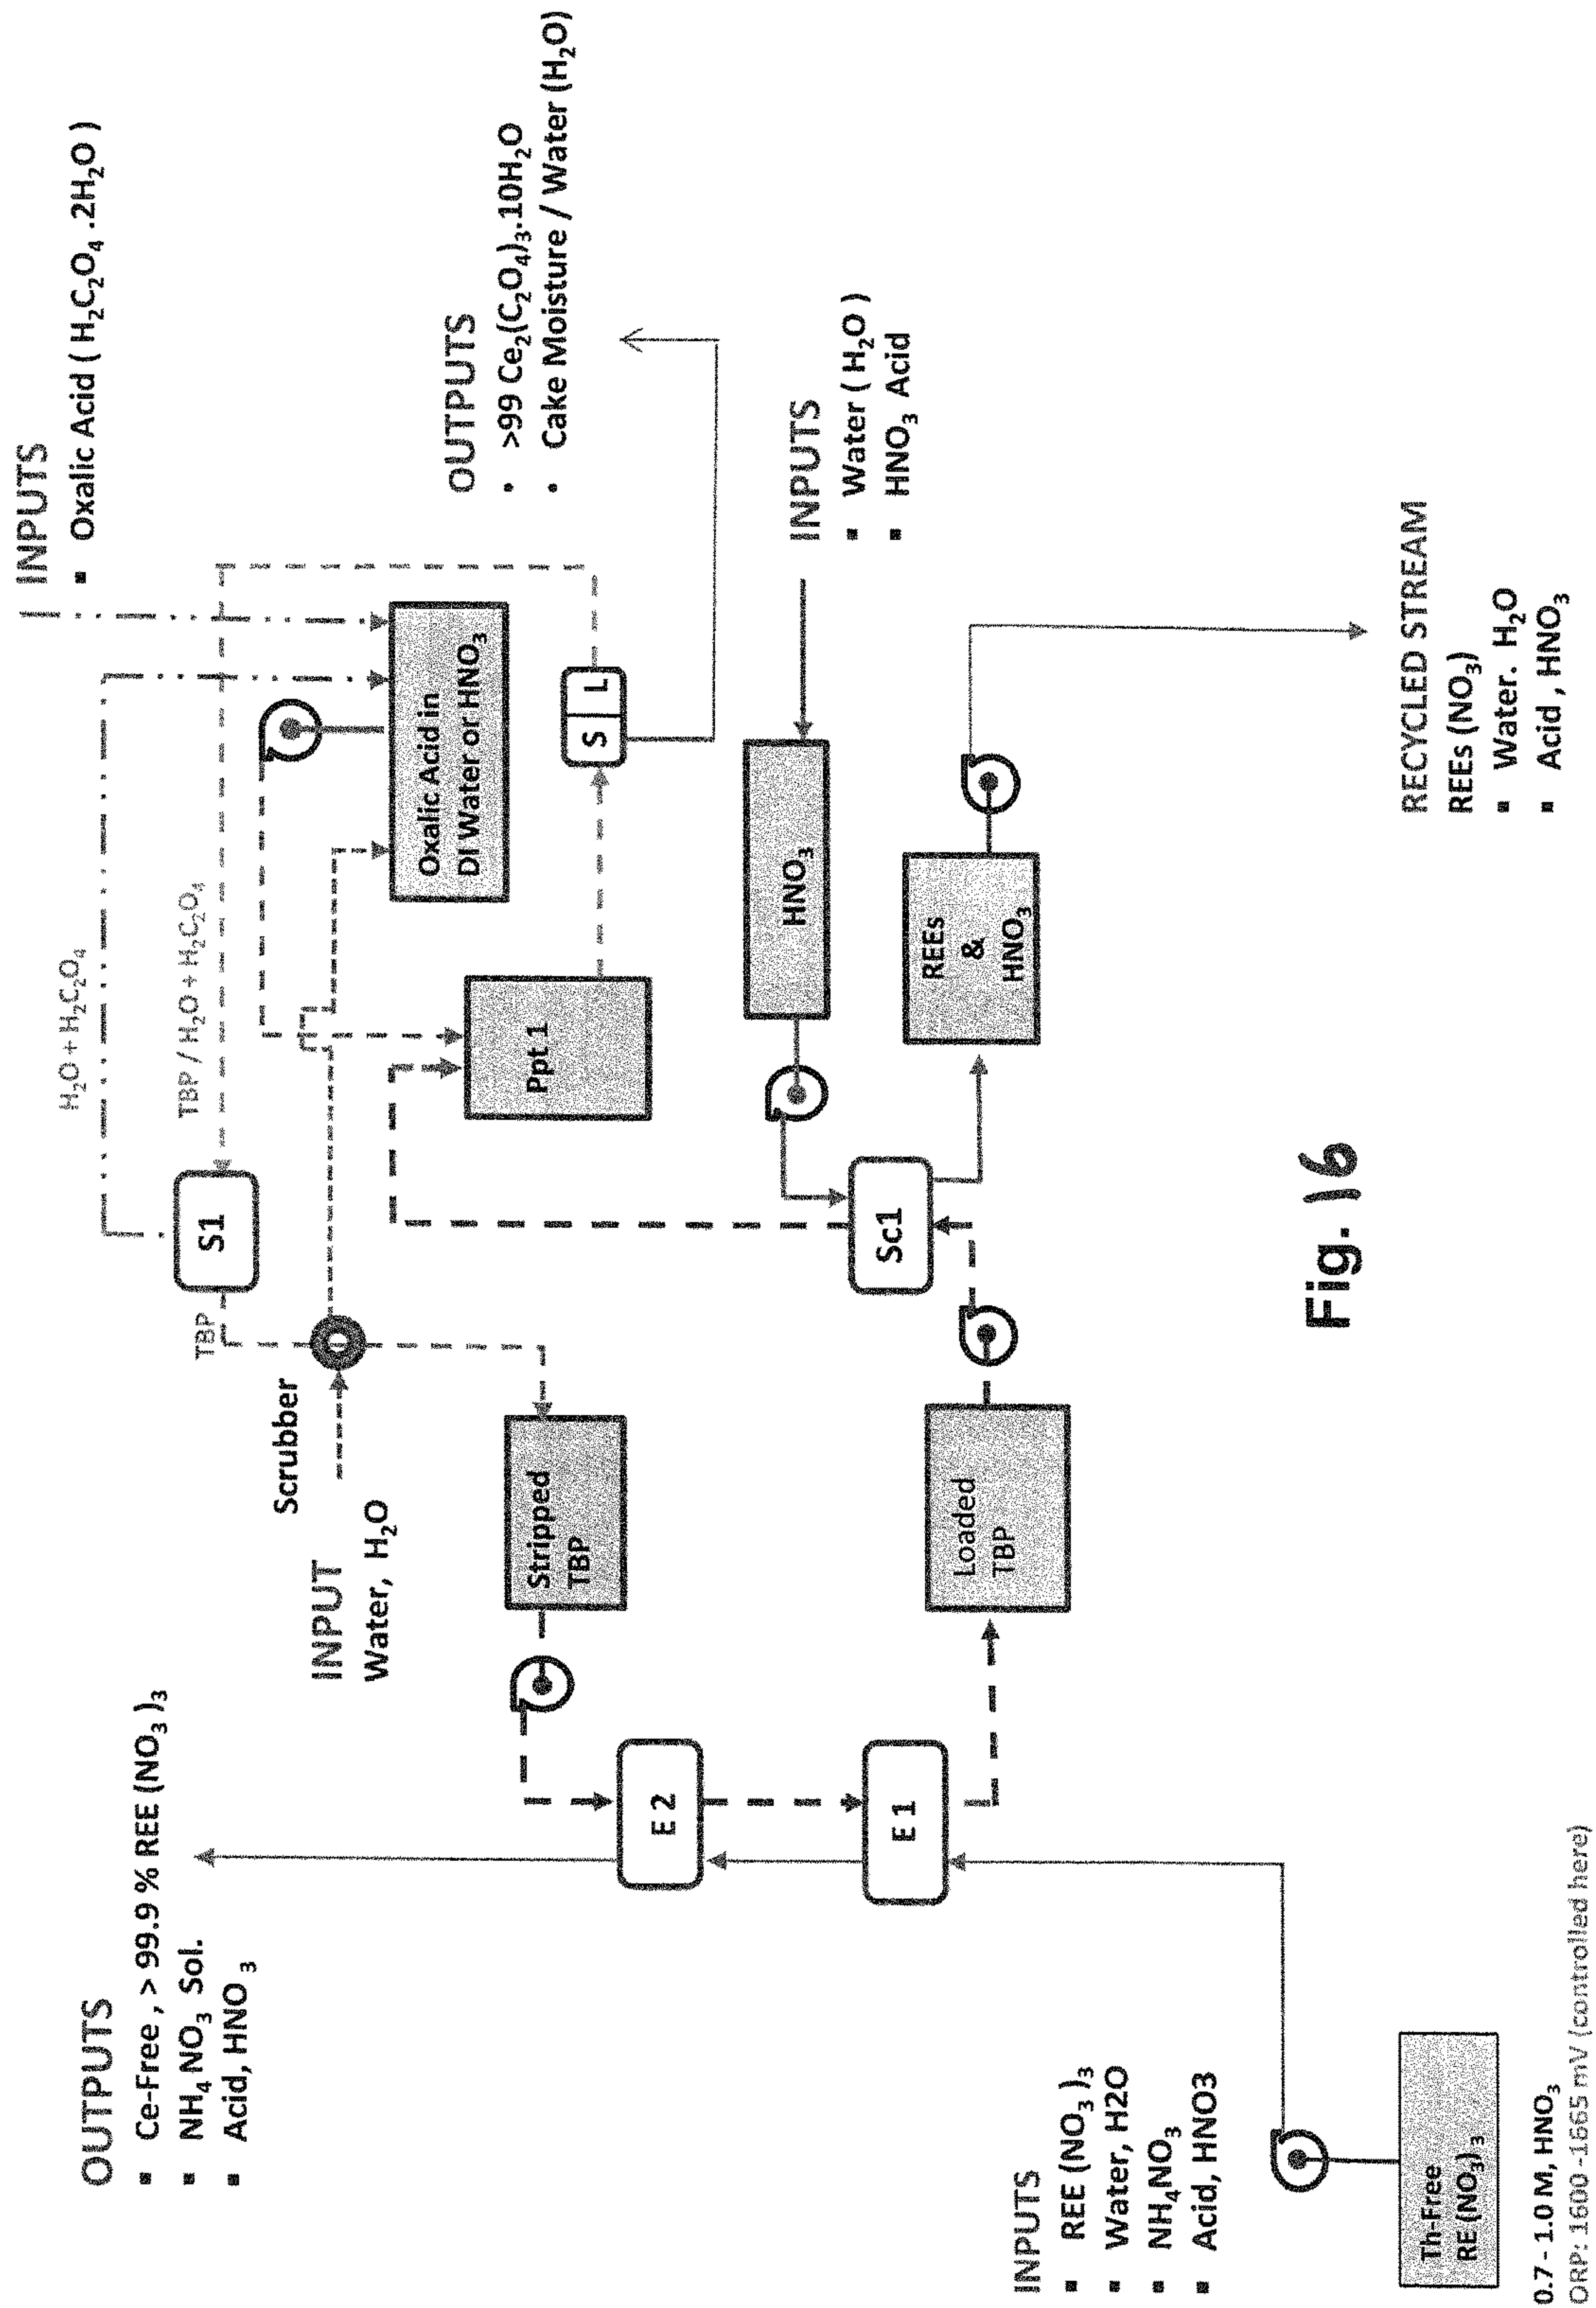 OUTPUTS
▪ Ce-Free , > 99.9 % REE (NO₃ )₃
▪ NH₄ NO₃ Sol.
▪ Acid, HNO ₃
INPUT
Water, H₂O
Scrubber
TBP
S1
H₂O + H₂C₂O₄
TBP / H₂O + H₂C₂O₄
INPUTS
▪ Oxalic Acid ( H₂C₂O₄ .2H₂O )
Oxalic Acid in
DI Water or HNO₃
OUTPUTS
• >99 Ce₂(C₂O₄)₃.10H₂O
• Cake Moisture / Water (H₂O)
Stripped
TBP
Ppt 1
S L
E 2
E 1
Loaded
TBP
Sc1
HNO₃
INPUTS
▪ Water ( H₂O )
▪ HNO₃ Acid
REEs
&
HNO₃
INPUTS
▪ REE (NO₃ )₃
▪ Water, H2O
▪ NH₄NO₃
▪ Acid, HNO3
Th-Free
RE (NO₃) ₃
0.7 - 1.0 M, HNO₃
ORP: 1600 -1665 mV (controlled here)
RECYCLED STREAM
REEs (NO₃)
▪ Water. H₂O
▪ Acid , HNO₃
Fig. 16